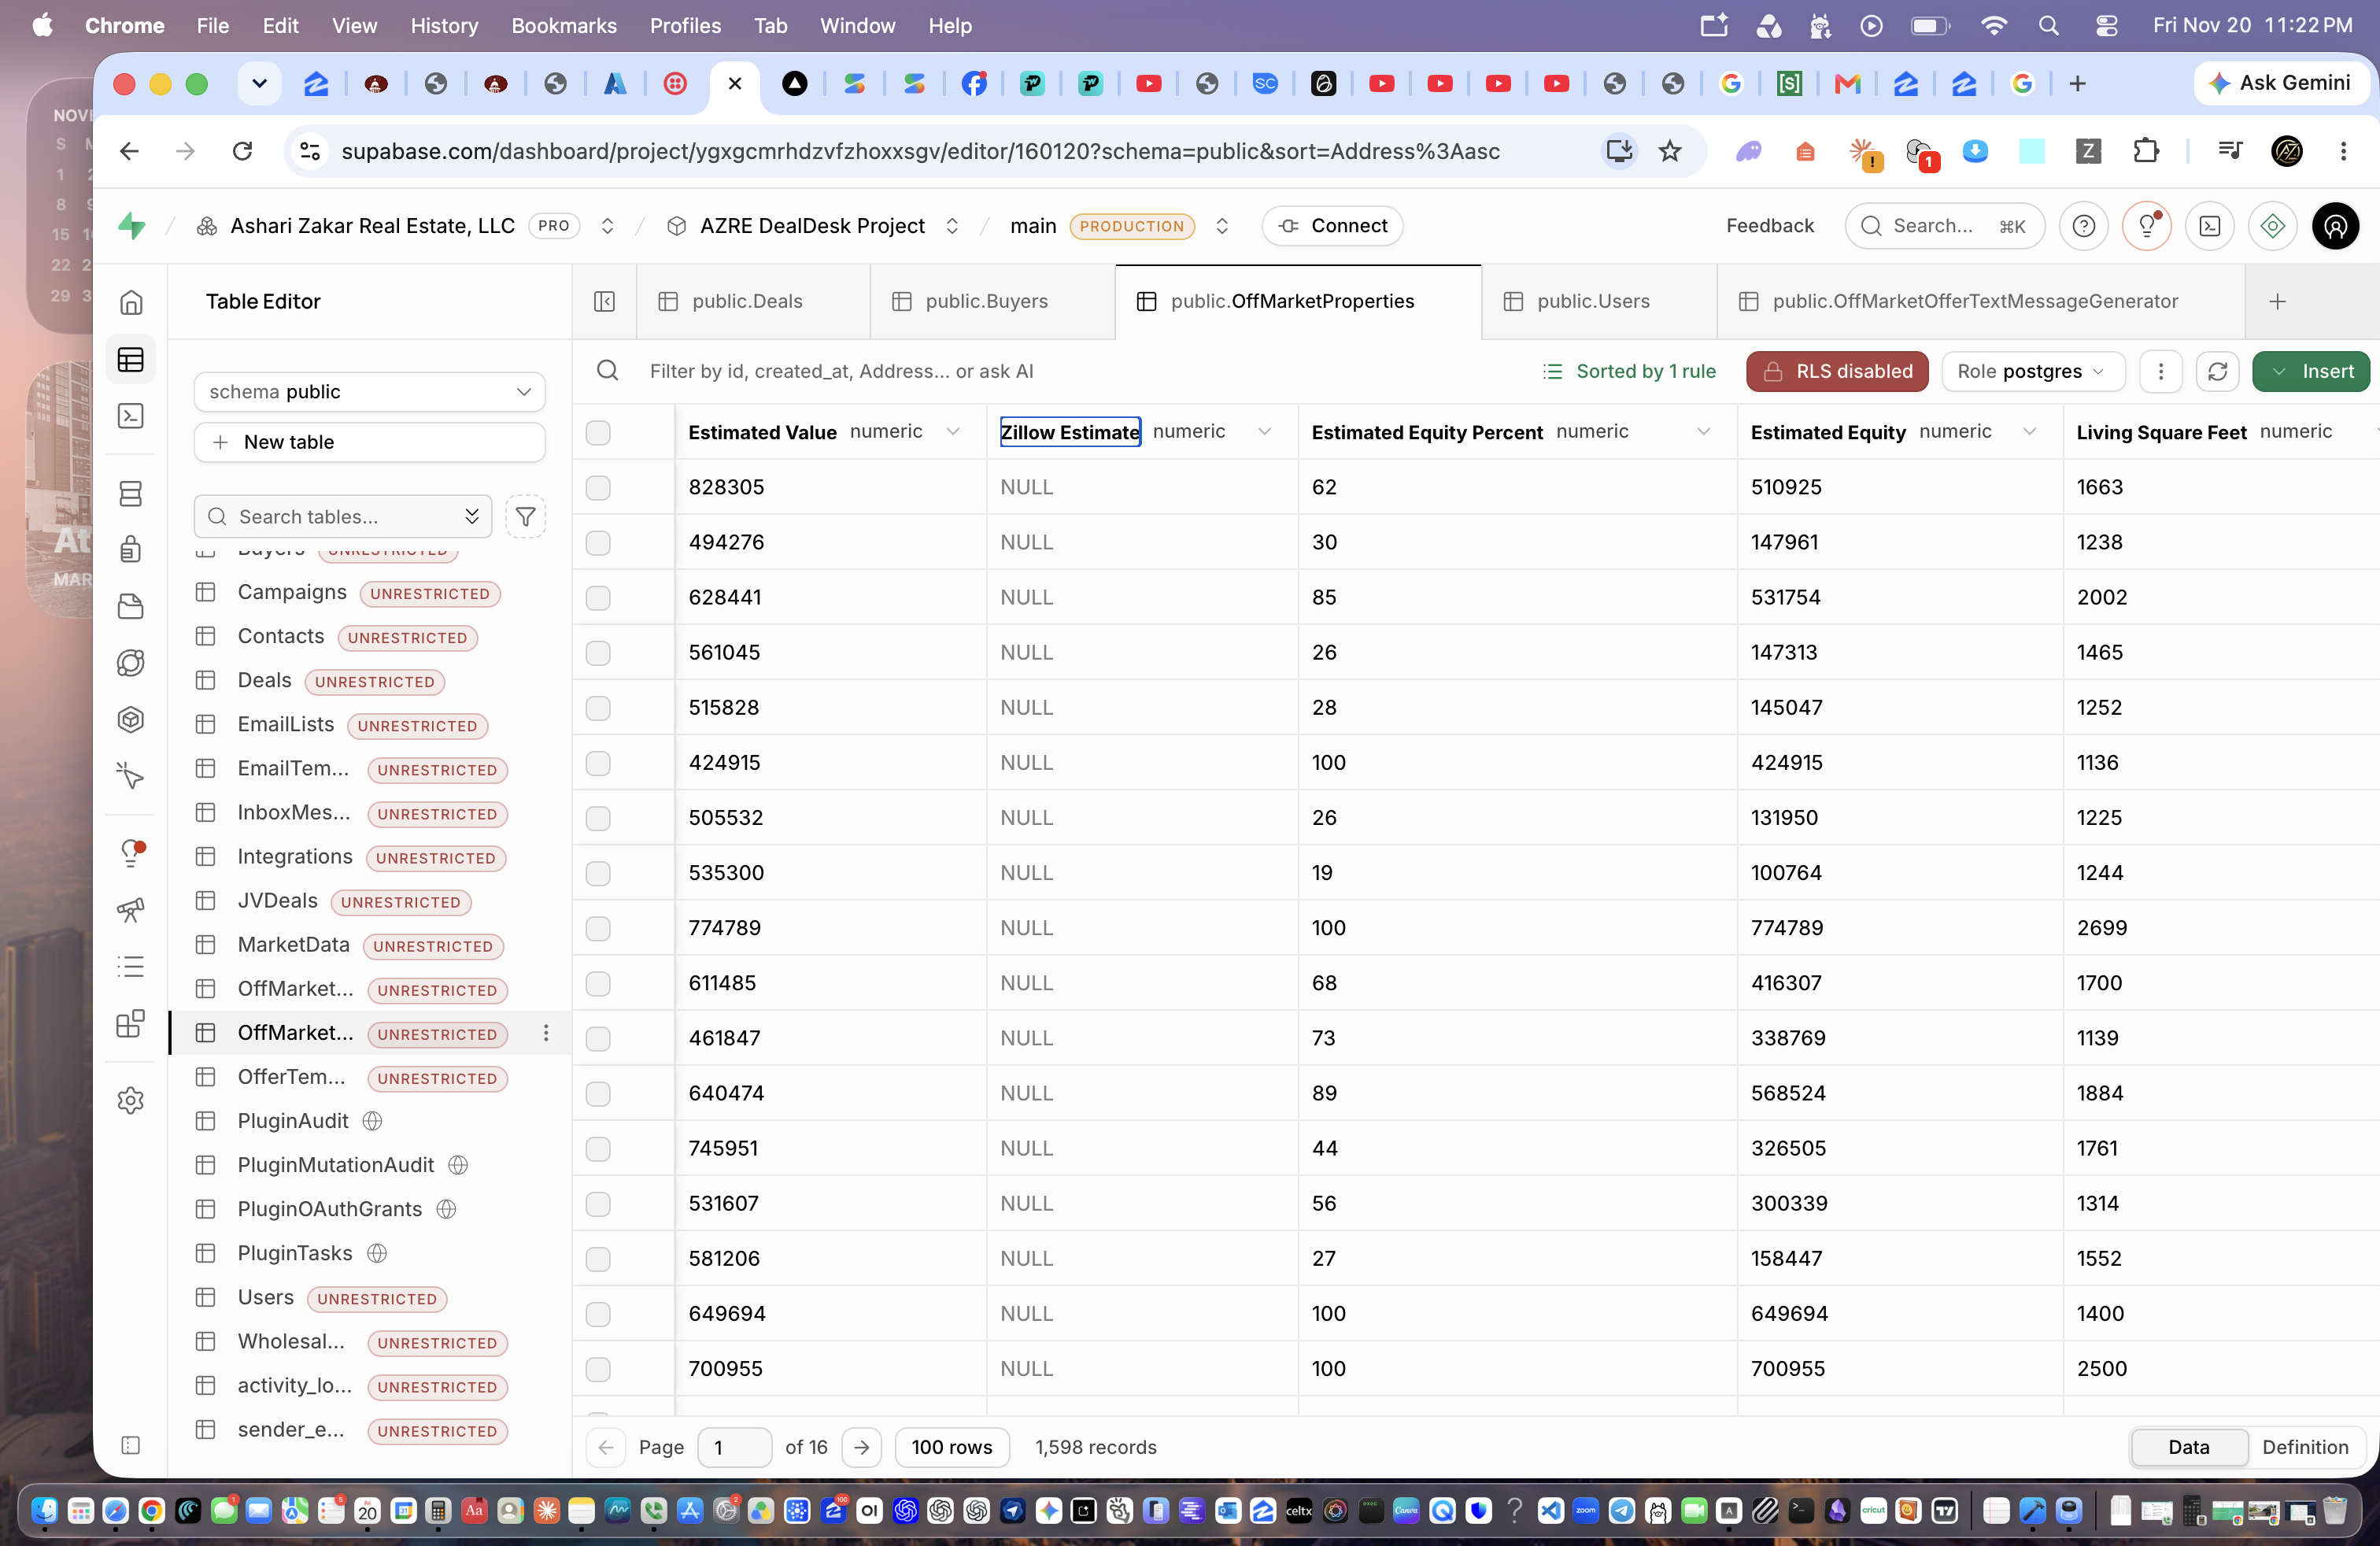 Chrome File Edit View History Bookmarks Profiles Tab Window Help Fri Nov 20 11:22 PM
Ask Gemini
supabase.com/dashboard/project/ygxgcmrhdzvfzhoxxsgv/editor/160120?schema=public&sort=Address%3Aasc
Ashari Zakar Real Estate, LLC PRO / AZRE DealDesk Project / main PRODUCTION Connect Feedback Search... ⌘K
Table Editor
public.Deals public.Buyers public.OffMarketProperties public.Users public.OffMarketOfferTextMessageGenerator
schema public
New table
Search tables...
Buyers UNRESTRICTED
Campaigns UNRESTRICTED
Contacts UNRESTRICTED
Deals UNRESTRICTED
EmailLists UNRESTRICTED
EmailTem... UNRESTRICTED
InboxMes... UNRESTRICTED
Integrations UNRESTRICTED
JVDeals UNRESTRICTED
MarketData UNRESTRICTED
OffMarket... UNRESTRICTED
OffMarket... UNRESTRICTED
OfferTem... UNRESTRICTED
PluginAudit
PluginMutationAudit
PluginOAuthGrants
PluginTasks
Users UNRESTRICTED
Wholesal... UNRESTRICTED
activity_lo... UNRESTRICTED
sender_e... UNRESTRICTED
Filter by id, created_at, Address... or ask AI Sorted by 1 rule RLS disabled Role postgres Insert
Estimated Value numeric Zillow Estimate numeric Estimated Equity Percent numeric Estimated Equity numeric Living Square Feet numeric
828305 NULL 62 510925 1663
494276 NULL 30 147961 1238
628441 NULL 85 531754 2002
561045 NULL 26 147313 1465
515828 NULL 28 145047 1252
424915 NULL 100 424915 1136
505532 NULL 26 131950 1225
535300 NULL 19 100764 1244
774789 NULL 100 774789 2699
611485 NULL 68 416307 1700
461847 NULL 73 338769 1139
640474 NULL 89 568524 1884
745951 NULL 44 326505 1761
531607 NULL 56 300339 1314
581206 NULL 27 158447 1552
649694 NULL 100 649694 1400
700955 NULL 100 700955 2500
Page 1 of 16 100 rows 1,598 records Data Definition